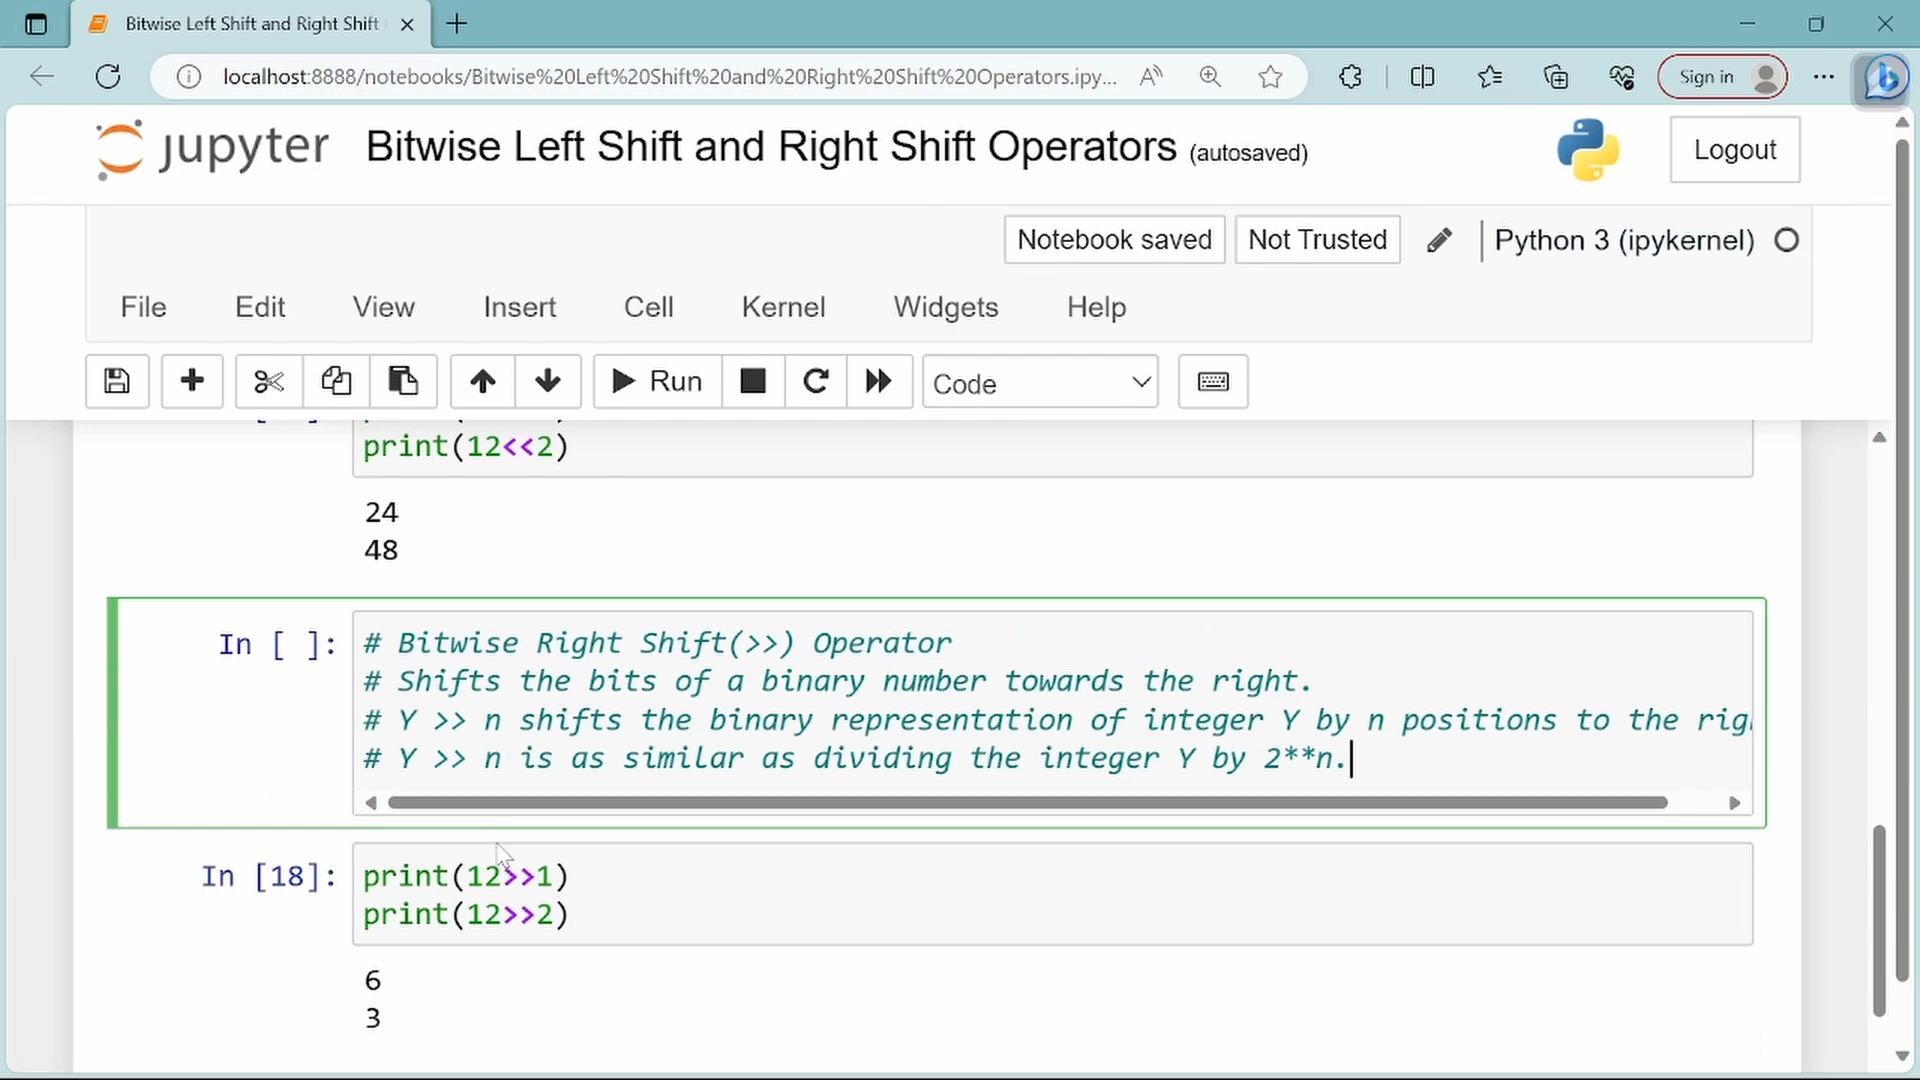 Bitwise Left Shift and Right Shift
localhost:8888/notebooks/Bitwise%20Left%20Shift%20and%20Right%20Shift%20Operators.ipy...
Sign in
jupyter Bitwise Left Shift and Right Shift Operators (autosaved)
Logout
Notebook saved Not Trusted Python 3 (ipykernel)
File Edit View Insert Cell Kernel Widgets Help
Run Code
print(12<<2)
24
48
In [ ]: # Bitwise Right Shift(>>) Operator
# Shifts the bits of a binary number towards the right.
# Y >> n shifts the binary representation of integer Y by n positions to the rig
# Y >> n is as similar as dividing the integer Y by 2**n.
In [18]: print(12>>1)
print(12>>2)
6
3